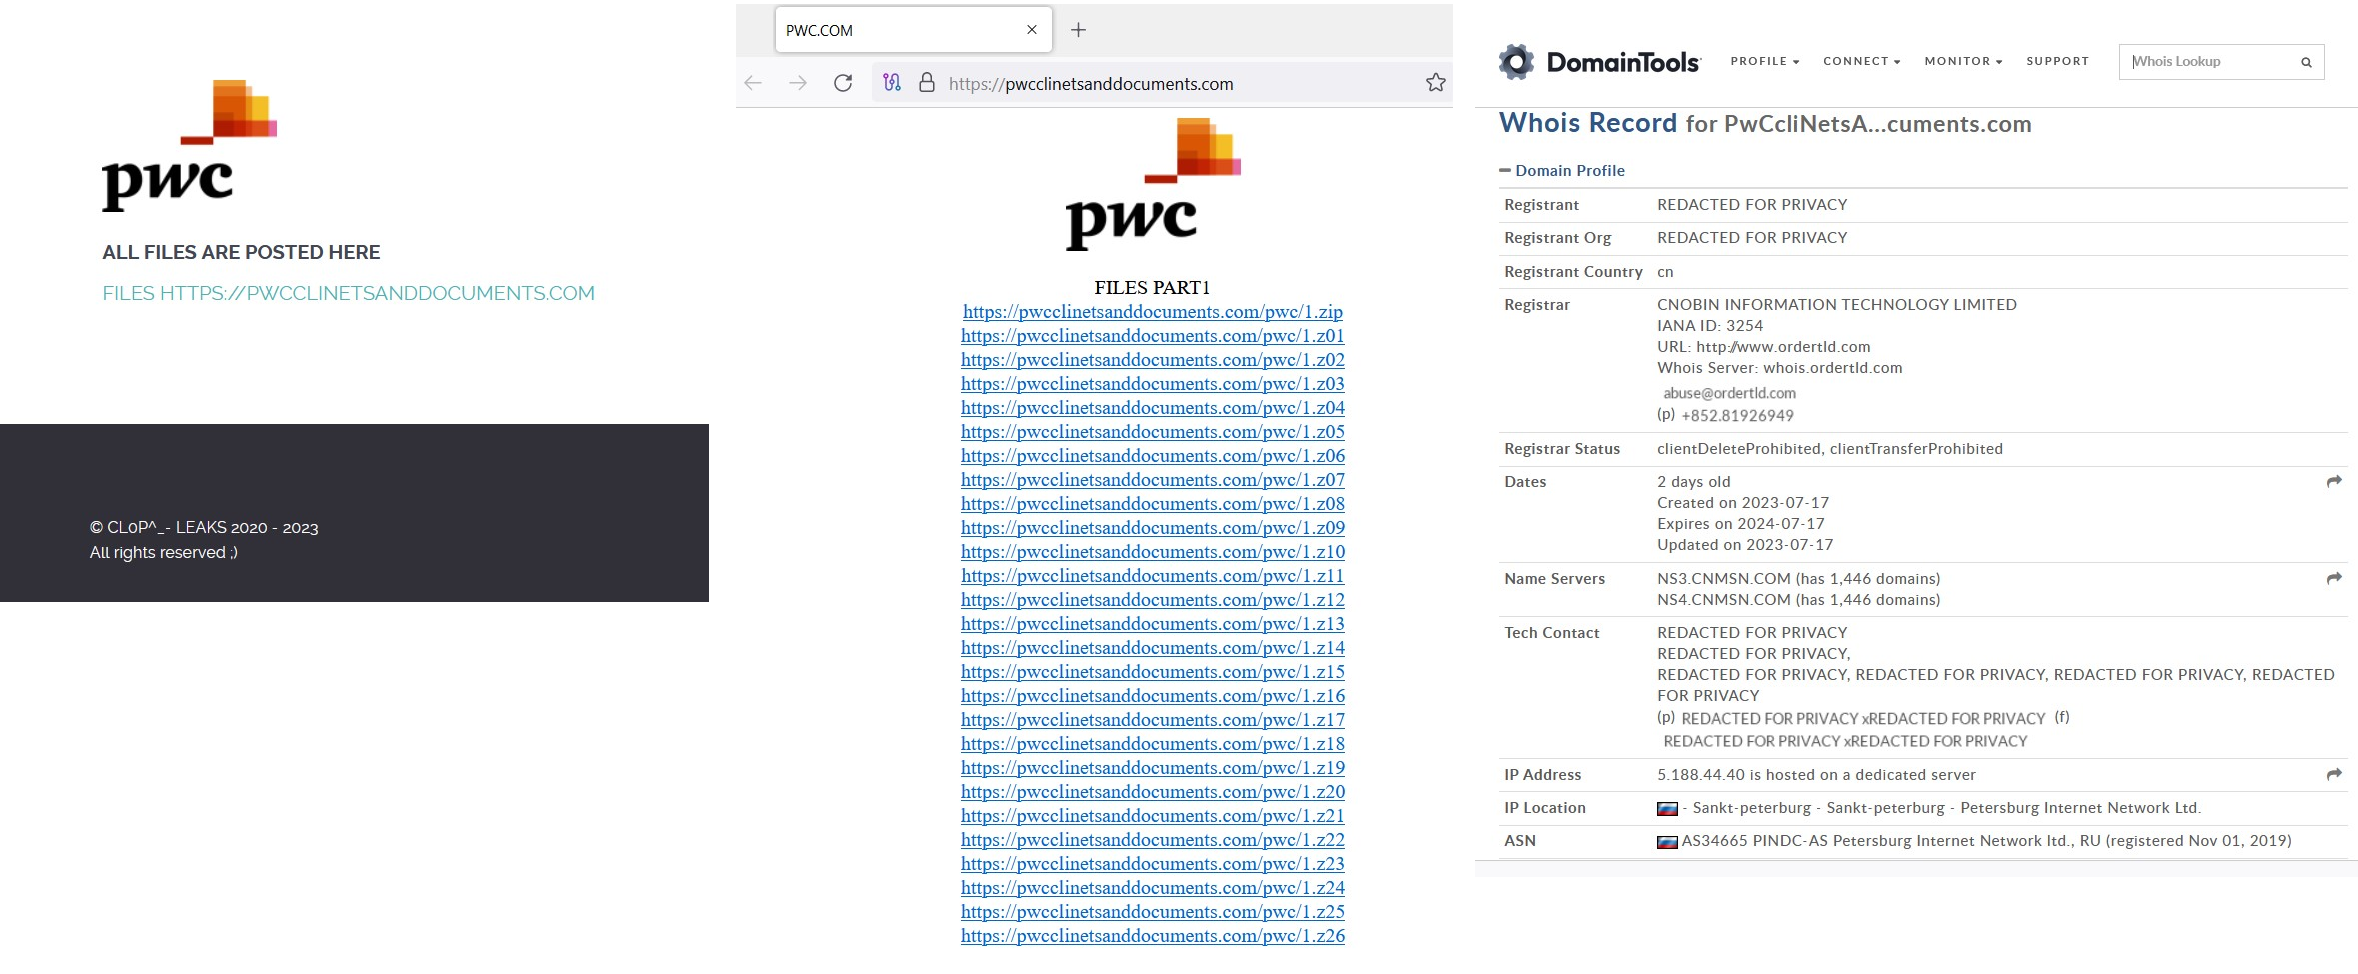 pwc
ALL FILES ARE POSTED HERE
FILES HTTPS://PWCCLINETSANDDOCUMENTS.COM
© CL0P^_- LEAKS 2020 - 2023
All rights reserved ;)
PWC.COM
https://pwcclinetsanddocuments.com
pwc
FILES PART1
https://pwcclinetsanddocuments.com/pwc/1.zip
https://pwcclinetsanddocuments.com/pwc/1.z01
https://pwcclinetsanddocuments.com/pwc/1.z02
https://pwcclinetsanddocuments.com/pwc/1.z03
https://pwcclinetsanddocuments.com/pwc/1.z04
https://pwcclinetsanddocuments.com/pwc/1.z05
https://pwcclinetsanddocuments.com/pwc/1.z06
https://pwcclinetsanddocuments.com/pwc/1.z07
https://pwcclinetsanddocuments.com/pwc/1.z08
https://pwcclinetsanddocuments.com/pwc/1.z09
https://pwcclinetsanddocuments.com/pwc/1.z10
https://pwcclinetsanddocuments.com/pwc/1.z11
https://pwcclinetsanddocuments.com/pwc/1.z12
https://pwcclinetsanddocuments.com/pwc/1.z13
https://pwcclinetsanddocuments.com/pwc/1.z14
https://pwcclinetsanddocuments.com/pwc/1.z15
https://pwcclinetsanddocuments.com/pwc/1.z16
https://pwcclinetsanddocuments.com/pwc/1.z17
https://pwcclinetsanddocuments.com/pwc/1.z18
https://pwcclinetsanddocuments.com/pwc/1.z19
https://pwcclinetsanddocuments.com/pwc/1.z20
https://pwcclinetsanddocuments.com/pwc/1.z21
https://pwcclinetsanddocuments.com/pwc/1.z22
https://pwcclinetsanddocuments.com/pwc/1.z23
https://pwcclinetsanddocuments.com/pwc/1.z24
https://pwcclinetsanddocuments.com/pwc/1.z25
https://pwcclinetsanddocuments.com/pwc/1.z26
DomainTools PROFILE CONNECT MONITOR SUPPORT Whois Lookup
Whois Record for PwCcliNetsA...cuments.com
Domain Profile
Registrant REDACTED FOR PRIVACY
Registrant Org REDACTED FOR PRIVACY
Registrant Country cn
Registrar CNOBIN INFORMATION TECHNOLOGY LIMITED
IANA ID: 3254
URL: http://www.ordertld.com
Whois Server: whois.ordertld.com
abuse@ordertld.com
(p) +852.81926949
Registrar Status clientDeleteProhibited, clientTransferProhibited
Dates 2 days old
Created on 2023-07-17
Expires on 2024-07-17
Updated on 2023-07-17
Name Servers NS3.CNMSN.COM (has 1,446 domains)
NS4.CNMSN.COM (has 1,446 domains)
Tech Contact REDACTED FOR PRIVACY
REDACTED FOR PRIVACY,
REDACTED FOR PRIVACY, REDACTED FOR PRIVACY, REDACTED FOR PRIVACY, REDACTED
FOR PRIVACY
(p) REDACTED FOR PRIVACY xREDACTED FOR PRIVACY (f)
REDACTED FOR PRIVACY xREDACTED FOR PRIVACY
IP Address 5.188.44.40 is hosted on a dedicated server
IP Location - Sankt-peterburg - Sankt-peterburg - Petersburg Internet Network Ltd.
ASN AS34665 PINDC-AS Petersburg Internet Network ltd., RU (registered Nov 01, 2019)